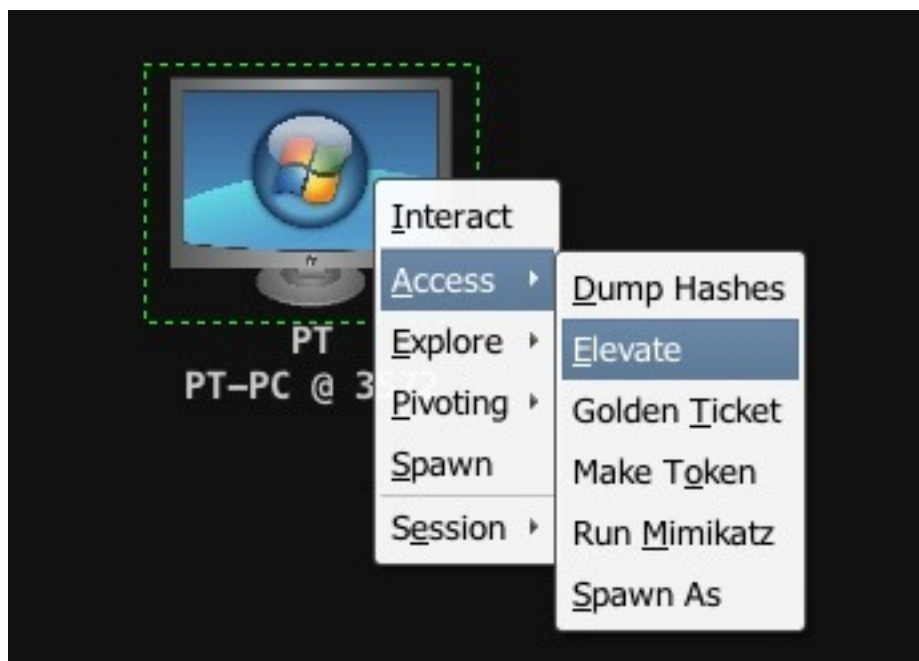 Interact
Access
Explore
Pivoting
Spawn
Session
Dump Hashes
Elevate
Golden Ticket
Make Token
Run Mimikatz
Spawn As
PT
PT-PC @